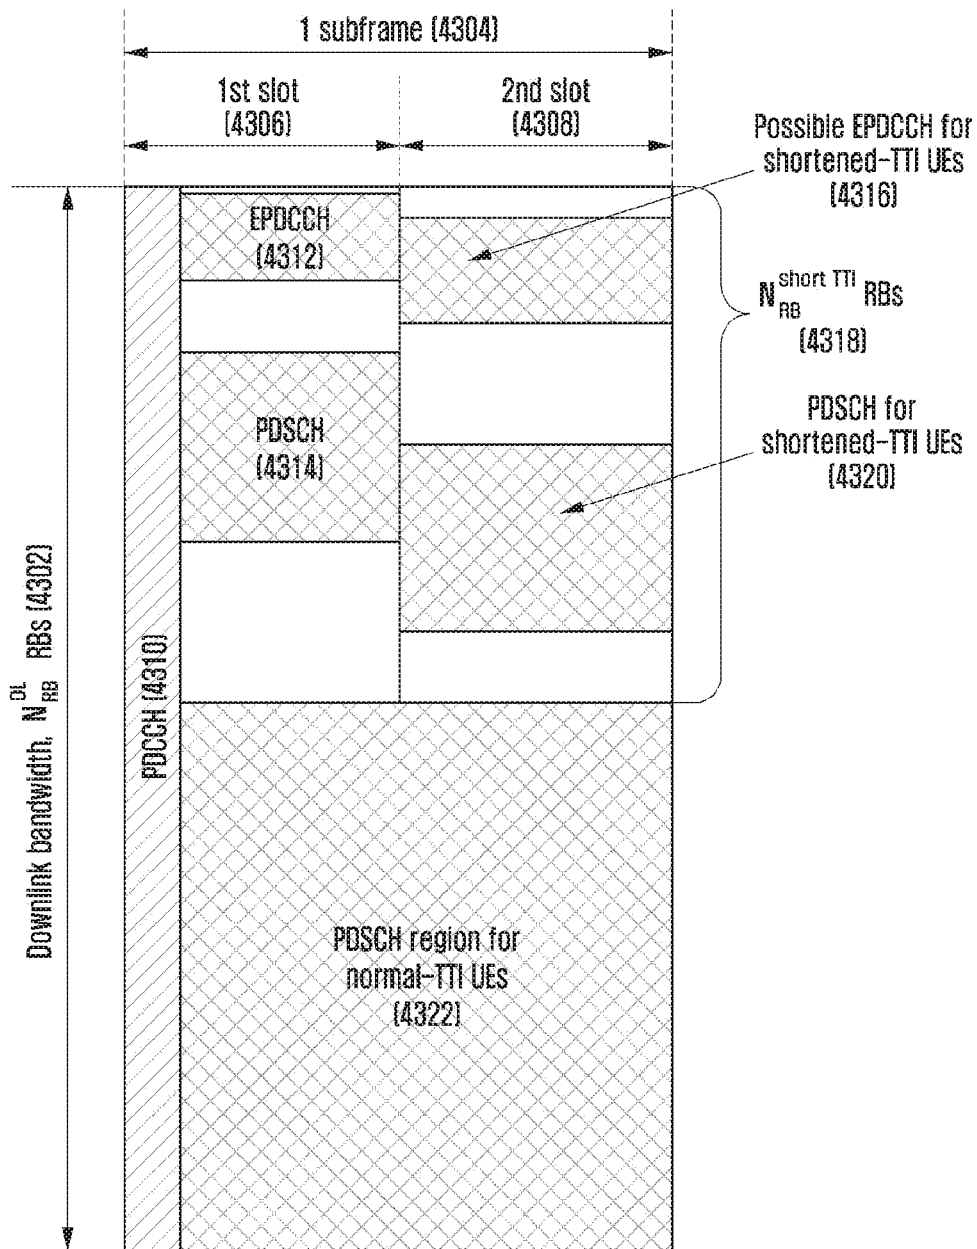 1 subframe (4304)
1st slot
(4306)
2nd slot
(4308)
Possible EPDCCH for
shortened-TTI UEs
(4316)
EPDCCH
(4312)
N RB short TTI RBs
(4318)
PDSCH
(4314)
PDSCH for
shortened-TTI UEs
(4320)
Downlink bandwidth, N RB DL RBs (4302)
PDCCH (4310)
PDSCH region for
normal-TTI UEs
(4322)